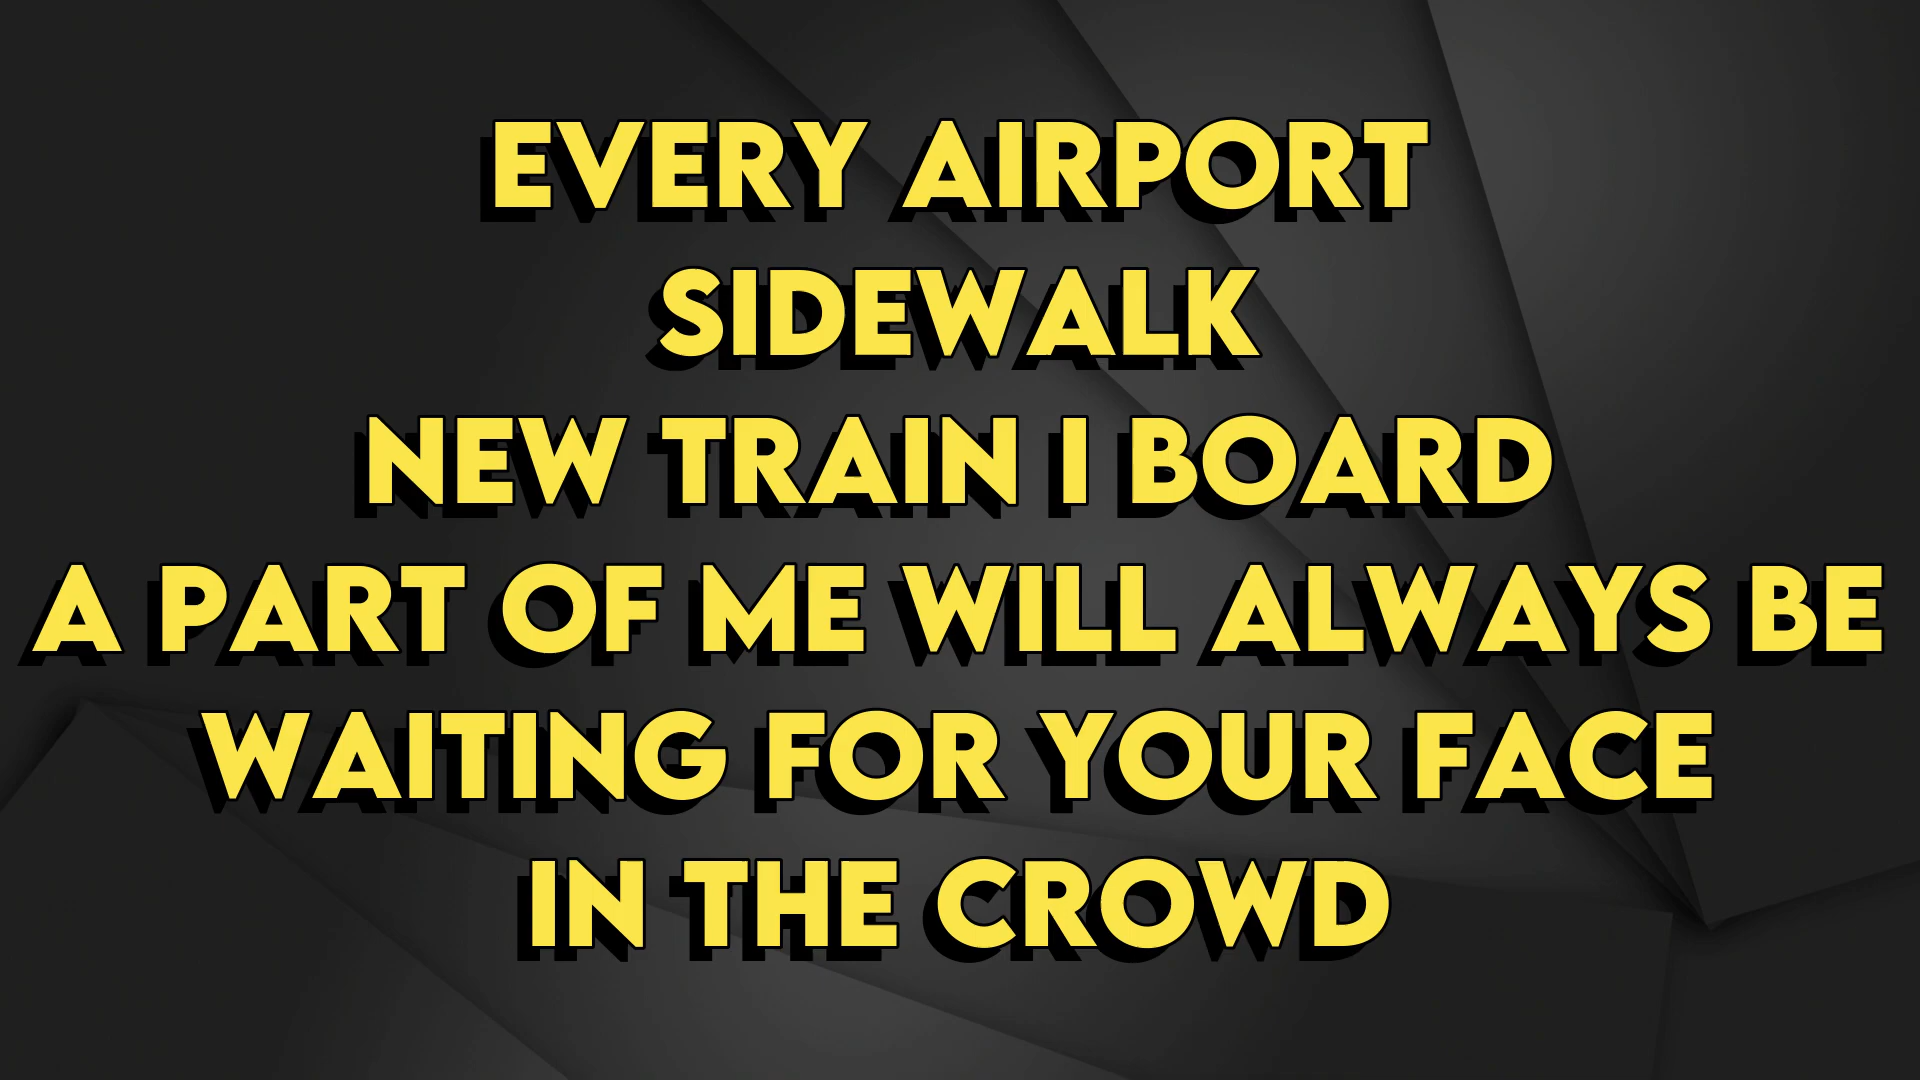 EVERY AIRPORT
SIDEWALK
NEW TRAIN I BOARD
A PART OF ME WILL ALWAYS BE
WAITING FOR YOUR FACE
IN THE CROWD